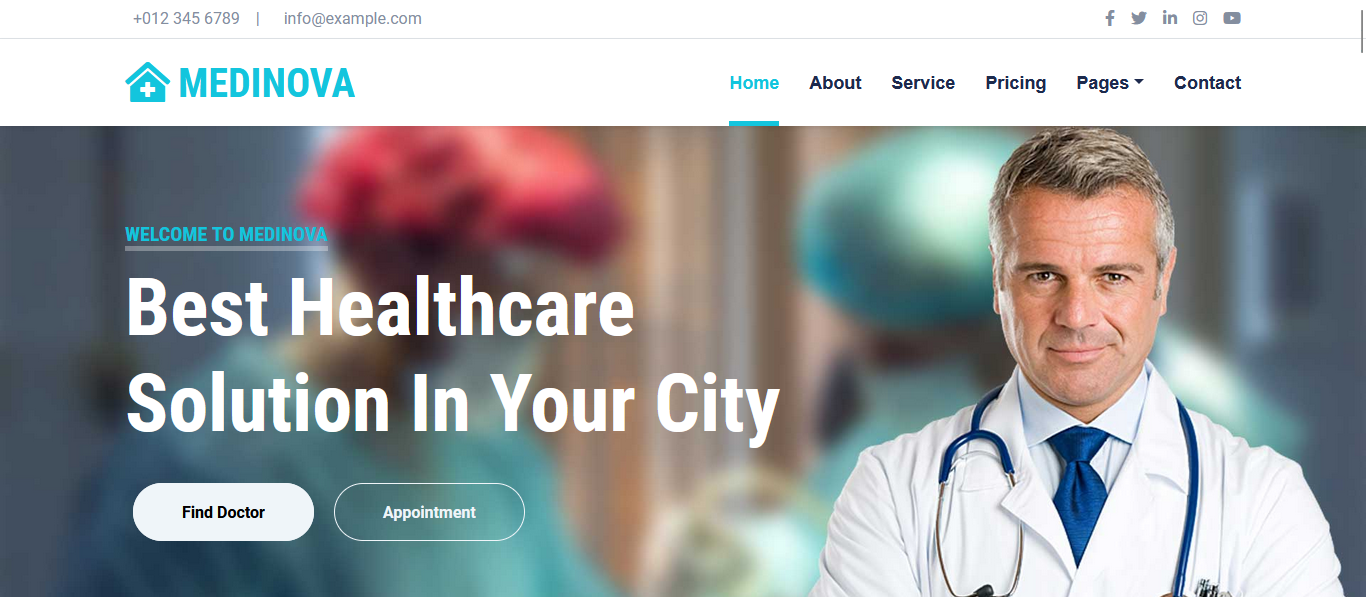 +012 345 6789 | info@example.com
MEDINOVA
Home About Service Pricing Pages Contact
WELCOME TO MEDINOVA
Best Healthcare
Solution In Your City
Find Doctor Appointment